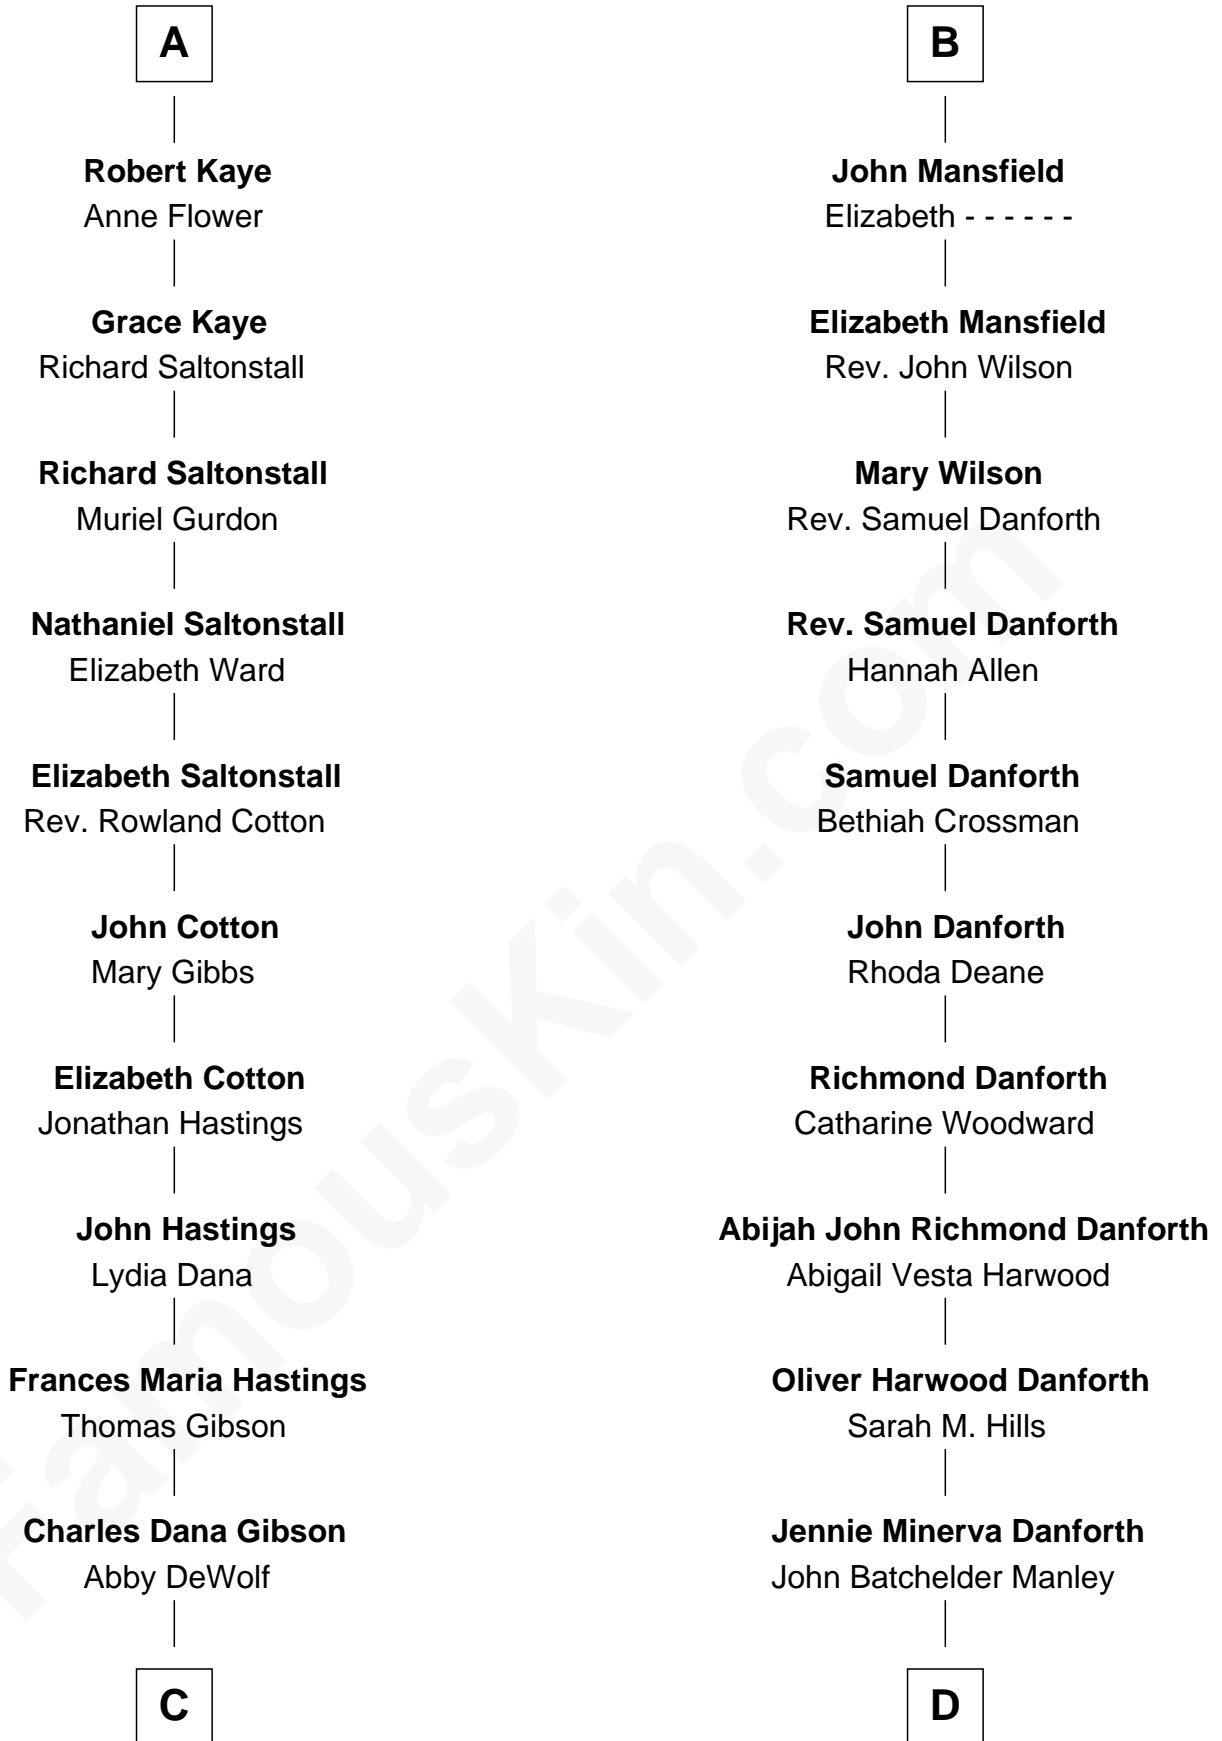 A
Robert Kaye
Anne Flower
Grace Kaye
Richard Saltonstall
Richard Saltonstall
Muriel Gurdon
Nathaniel Saltonstall
Elizabeth Ward
Elizabeth Saltonstall
Rev. Rowland Cotton
John Cotton
Mary Gibbs
Elizabeth Cotton
Jonathan Hastings
John Hastings
Lydia Dana
Frances Maria Hastings
Thomas Gibson
Charles Dana Gibson
Abby DeWolf
C
B
John Mansfield
Elizabeth - - - - - -
Elizabeth Mansfield
Rev. John Wilson
Mary Wilson
Rev. Samuel Danforth
Rev. Samuel Danforth
Hannah Allen
Samuel Danforth
Bethiah Crossman
John Danforth
Rhoda Deane
Richmond Danforth
Catharine Woodward
Abijah John Richmond Danforth
Abigail Vesta Harwood
Oliver Harwood Danforth
Sarah M. Hills
Jennie Minerva Danforth
John Batchelder Manley
D
FamousKin.com